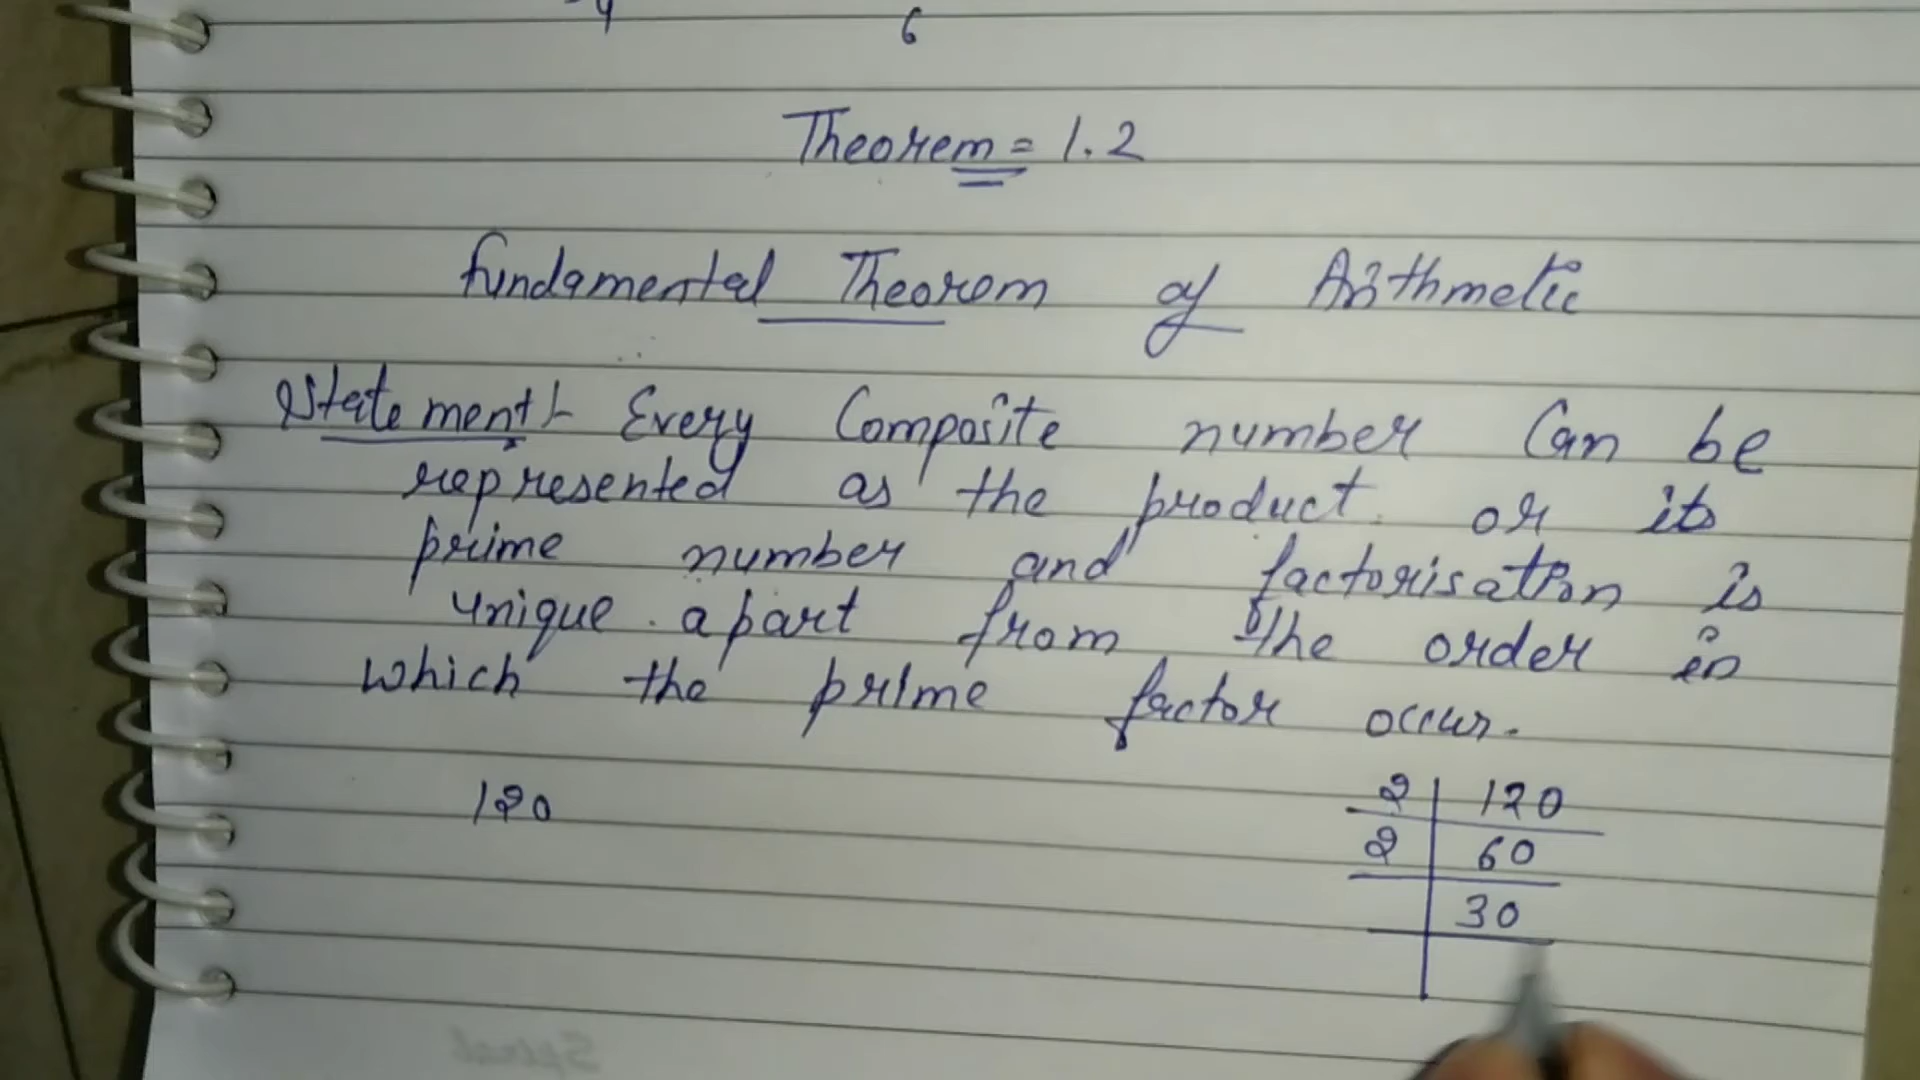 4 6
Theorem = 1.2
Fundamental Theorem of Arithmetic
Statement :- Every Composite number Can be
represented as the product or its
prime number and factorisation is
unique. apart from the order in
which the prime factor occur.
120 2 120
2 60
30
Spiral